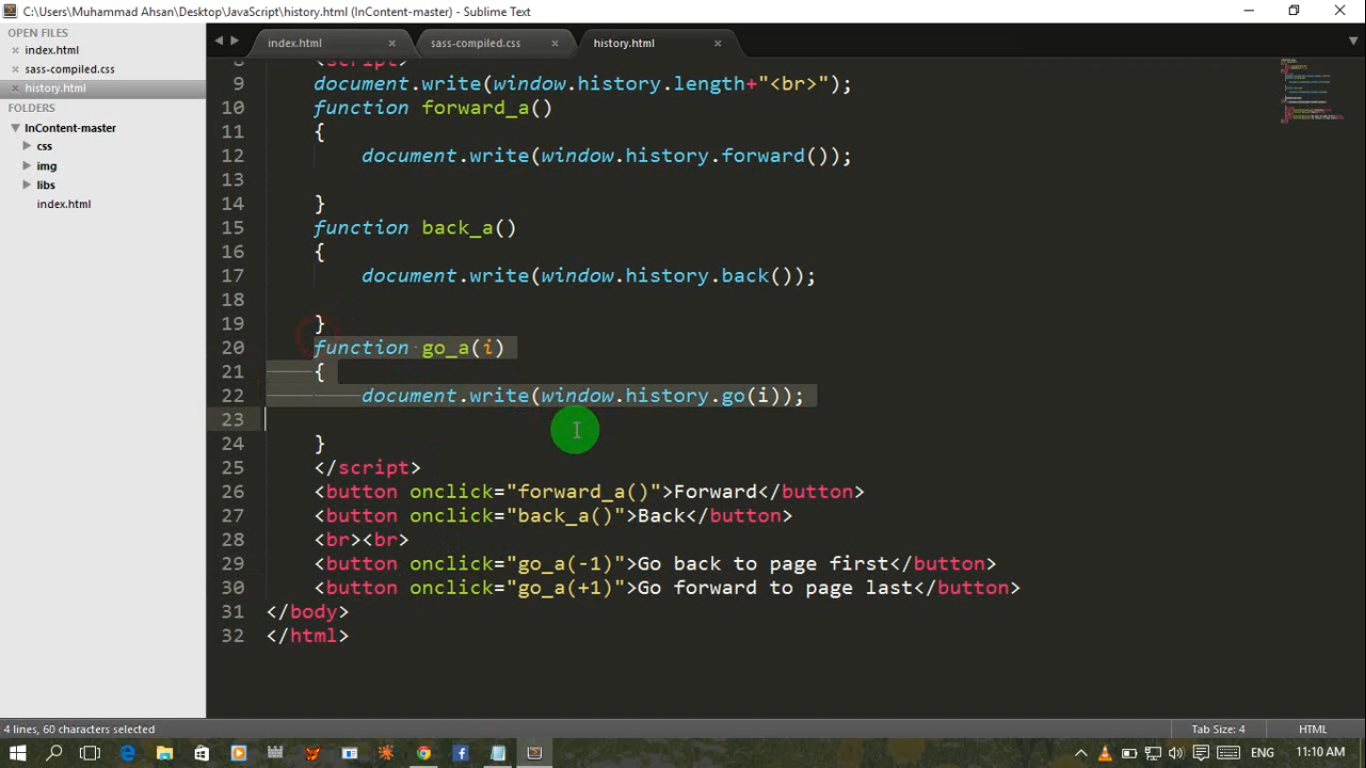 C:\Users\Muhammad Ahsan\Desktop\JavaScript\history.html (InContent-master) - Sublime Text
OPEN FILES
× index.html
× sass-compiled.css
× history.html
FOLDERS
InContent-master
css
img
libs
index.html
index.html ×
sass-compiled.css ×
history.html ×
8 <script>
9 document.write(window.history.length+"<br>");
10 function forward_a()
11 {
12 document.write(window.history.forward());
13
14 }
15 function back_a()
16 {
17 document.write(window.history.back());
18
19 }
20 function go_a(i)
21 {
22 document.write(window.history.go(i));
23
24 }
25 </script>
26 <button onclick="forward_a()">Forward</button>
27 <button onclick="back_a()">Back</button>
28 <br><br>
29 <button onclick="go_a(-1)">Go back to page first</button>
30 <button onclick="go_a(+1)">Go forward to page last</button>
31 </body>
32 </html>
4 lines, 60 characters selected
Tab Size: 4
HTML
ENG
11:10 AM